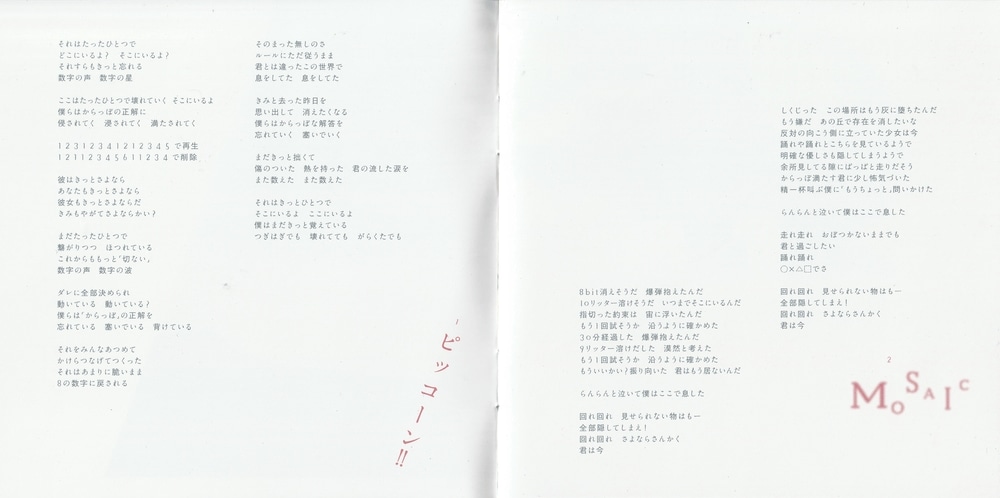 それはたったひとつで
どこにいるよ?　そこにいるよ?
それすらもきっと忘れる
数字の声　数字の星
ここはたったひとつで壊れていく そこにいるよ
僕らはからっぽの正解に
侵されてく　浸されてく　満たされてく
1231234121 2345で再生
12112345611234で削除
彼はきっとさよなら
あなたもきっとさよなら
彼女もきっとさよならだ
きみもやがてさよならかい?
まだたったひとつで
繋がりつつ　ほつれている
これからももっと「切ない」
数字の声　数字の波
ダレに全部決められ
動いている　動いている?
僕らは「からっぽ」の正解を
忘れている　塞いでいる　背けている
それをみんなあつめて
かけらつなげてつくった
それはあまりに脆いまま
8の数字に戻される
そのまった無しのさ
ルールにただ従うまま
君とは違ったこの世界で
息をしてた　息をしてた
きみと去った昨日を
思い出して　消えたくなる
僕らはからっぽな解答を
忘れていく　塞いでいく
まだきっと拙くて
傷のついた　熱を持った　君の流した涙を
また数えた　また数えた
それはきっとひとつで
そこにいるよ　ここにいるよ
僕はまだきっと覚えている
つぎはぎでも　壊れてても　がらくたでも
-ピッコーン!!
8bit消えそうだ　爆弾抱えたんだ
10リッター溶けそうだ　いつまでそこにいるんだ
指切った約束は　宙に浮いたんだ
もう1回試そうか　沿うように確かめた
30分経過した　爆弾抱えたんだ
9リッター溶けだした　漠然と考えた
もう1回試そうか　沿うように確かめた
もういいかい?振り向いた　君はもう居ないんだ
らんらんと泣いて僕はここで息した
回れ回れ　見せられない物はもー
全部隠してしまえ!
回れ回れ　さよならさんかく
君は今
しくじった　この場所はもう灰に堕ちたんだ
もう嫌だ　あの丘で存在を消したいな
反対の向こう側に立っていた少女は今
踊れや踊れとこちらを見ているようで
明確な優しさも隠してしまうようで
余所見してる隙にぱっぱと走りだそう
からっぽ満たす君に少し怖気づいた
精一杯叫ぶ僕に「もうちょっと」問いかけた
らんらんと泣いて僕はここで息した
走れ走れ　おぼつかないままでも
君と過ごしたい
踊れ踊れ
○×△□でさ
回れ回れ　見せられない物はもー
全部隠してしまえ!
回れ回れ　さよならさんかく
君は今
2
MOSAIC